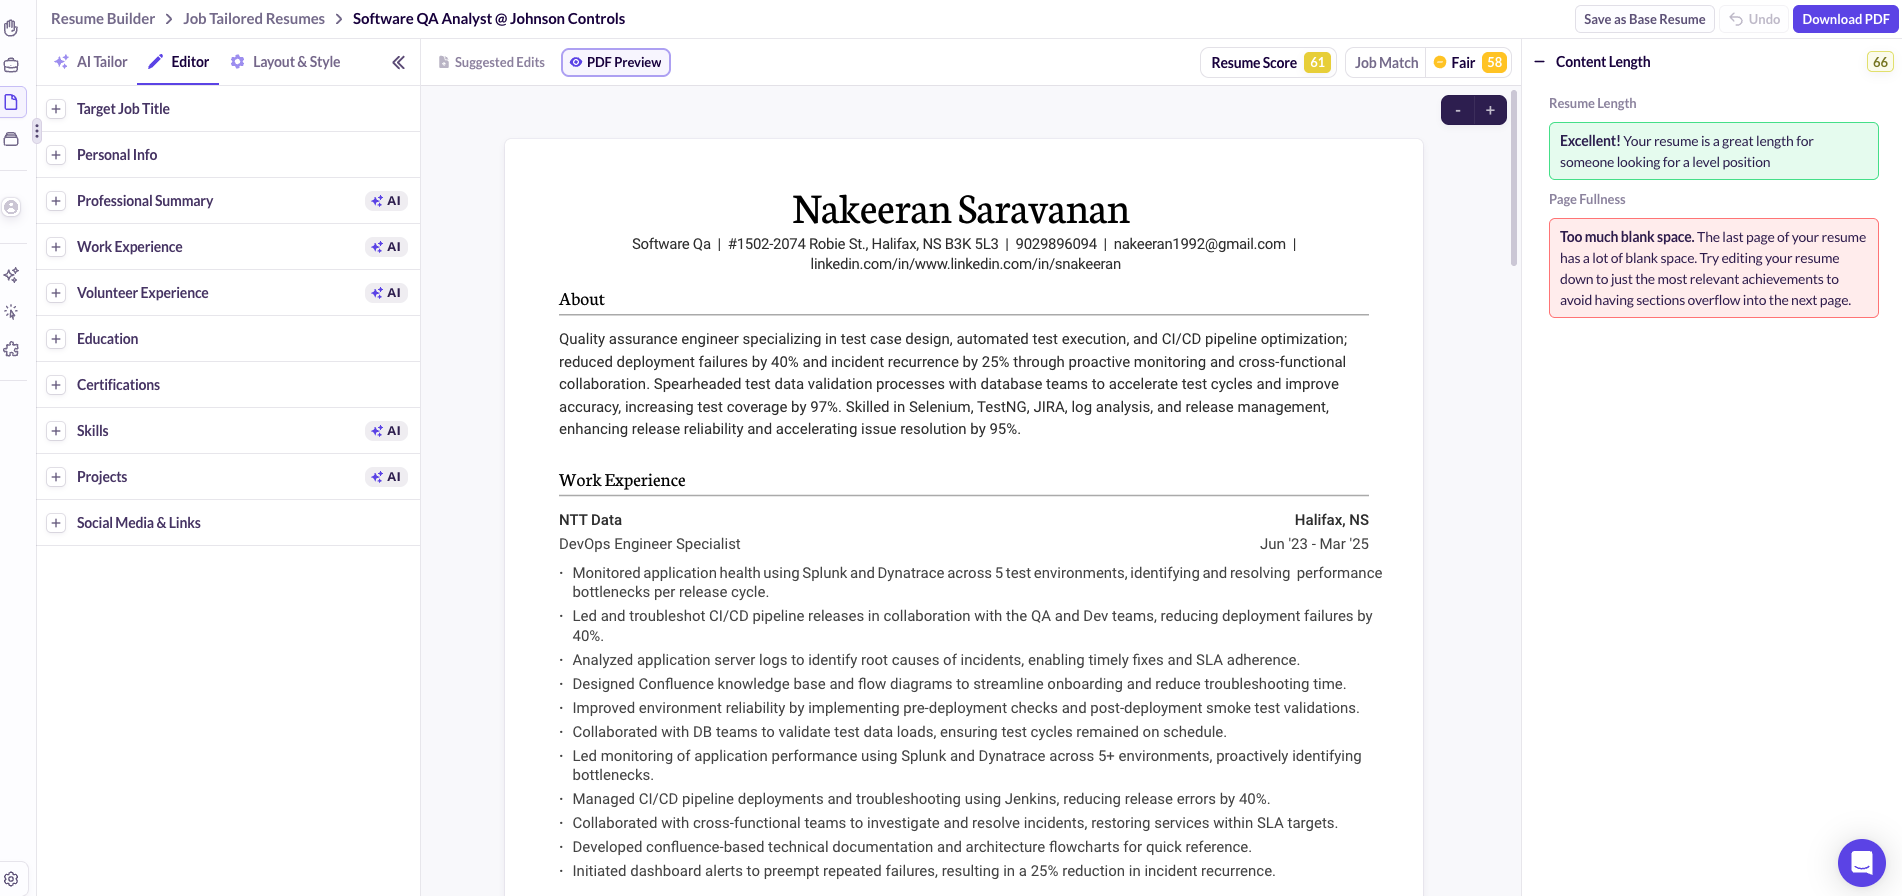 Resume Builder > Job Tailored Resumes > Software QA Analyst @ Johnson Controls
Save as Base Resume
Undo
Download PDF
AI Tailor
Editor
Layout & Style
Suggested Edits
PDF Preview
Resume Score 61
Job Match
Fair 58
Content Length
66
Target Job Title
Personal Info
Professional Summary
AI
Work Experience
AI
Volunteer Experience
AI
Education
Certifications
Skills
AI
Projects
AI
Social Media & Links
- +
Nakeeran Saravanan
Software Qa | #1502-2074 Robie St., Halifax, NS B3K 5L3 | 9029896094 | nakeeran1992@gmail.com |
linkedin.com/in/www.linkedin.com/in/snakeeran
About
Quality assurance engineer specializing in test case design, automated test execution, and CI/CD pipeline optimization;
reduced deployment failures by 40% and incident recurrence by 25% through proactive monitoring and cross-functional
collaboration. Spearheaded test data validation processes with database teams to accelerate test cycles and improve
accuracy, increasing test coverage by 97%. Skilled in Selenium, TestNG, JIRA, log analysis, and release management,
enhancing release reliability and accelerating issue resolution by 95%.
Work Experience
NTT Data
Halifax, NS
DevOps Engineer Specialist
Jun '23 - Mar '25
· Monitored application health using Splunk and Dynatrace across 5 test environments, identifying and resolving performance
bottlenecks per release cycle.
· Led and troubleshot CI/CD pipeline releases in collaboration with the QA and Dev teams, reducing deployment failures by
40%.
· Analyzed application server logs to identify root causes of incidents, enabling timely fixes and SLA adherence.
· Designed Confluence knowledge base and flow diagrams to streamline onboarding and reduce troubleshooting time.
· Improved environment reliability by implementing pre-deployment checks and post-deployment smoke test validations.
· Collaborated with DB teams to validate test data loads, ensuring test cycles remained on schedule.
· Led monitoring of application performance using Splunk and Dynatrace across 5+ environments, proactively identifying
bottlenecks.
· Managed CI/CD pipeline deployments and troubleshooting using Jenkins, reducing release errors by 40%.
· Collaborated with cross-functional teams to investigate and resolve incidents, restoring services within SLA targets.
· Developed confluence-based technical documentation and architecture flowcharts for quick reference.
· Initiated dashboard alerts to preempt repeated failures, resulting in a 25% reduction in incident recurrence.
Resume Length
Excellent! Your resume is a great length for
someone looking for a level position
Page Fullness
Too much blank space. The last page of your resume
has a lot of blank space. Try editing your resume
down to just the most relevant achievements to
avoid having sections overflow into the next page.